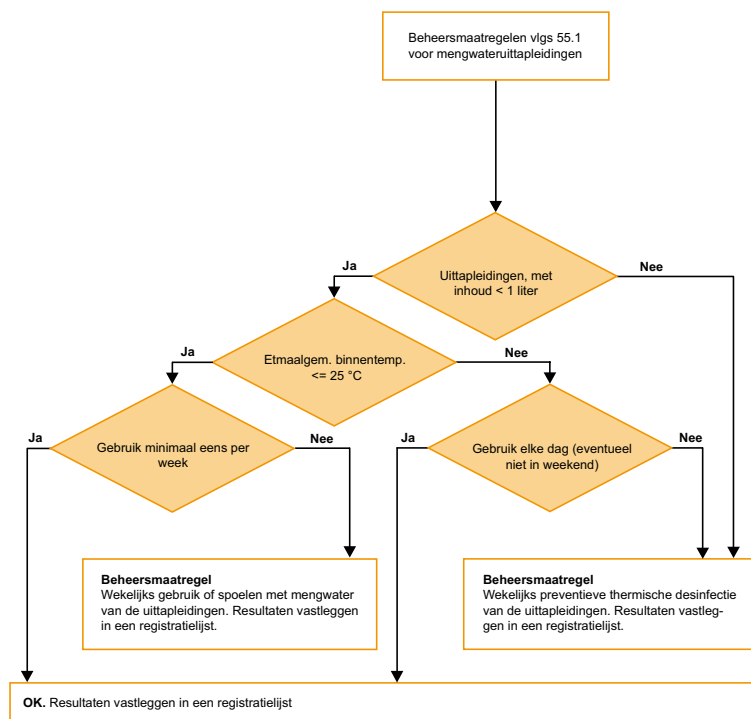 Beheersmaatregelen vlgs 55.1
voor mengwateruittapleidingen
Ja
Uittapleidingen, met
inhoud < 1 liter
Nee
Ja
Etmaalgem. binnentemp.
<= 25 °C
Nee
Ja
Gebruik minimaal eens per
week
Nee
Ja
Gebruik elke dag (eventueel
niet in weekend)
Nee
Beheersmaatregel
Wekelijks gebruik of spoelen met mengwater
van de uittapleidingen. Resultaten vastleggen
in een registratielijst.
Beheersmaatregel
Wekelijks preventieve thermische desinfectie
van de uittapleidingen. Resultaten vastleg-
gen in een registratielijst.
OK. Resultaten vastleggen in een registratielijst